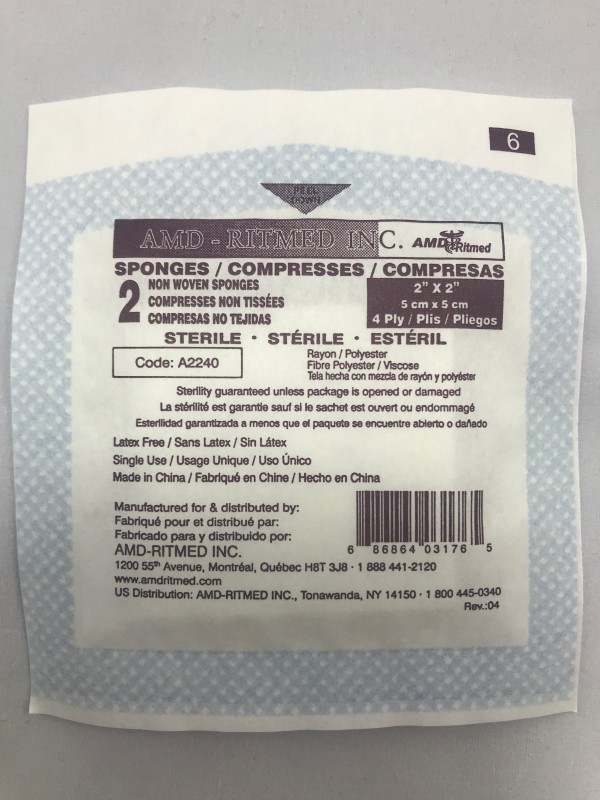 6
PEEL
DOWN
AMD - RITMED INC. AMD Ritmed
SPONGES / COMPRESSES / COMPRESAS
2 NON WOVEN SPONGES
COMPRESSES NON TISSÉES
COMPRESAS NO TEJIDAS
2" X 2"
5 cm x 5 cm
4 Ply / Plis / Pliegos
STERILE · STÉRILE · ESTÉRIL
Code: A2240
Rayon / Polyester
Fibre Polyester / Viscose
Tela hecha con mezcla de rayón y polyéster
Sterility guaranteed unless package is opened or damaged
La stérilité est garantie sauf si le sachet est ouvert ou endommagé
Esterilidad garantizada a menos que el paquete se encuentre abierto o dañado
Latex Free / Sans Latex / Sin Látex
Single Use / Usage Unique / Uso Único
Made in China / Fabriqué en Chine / Hecho en China
Manufactured for & distributed by:
Fabriqué pour et distribué par:
Fabricado para y distribuido por:
AMD-RITMED INC.
6 86864 03176 5
1200 55th Avenue, Montréal, Québec H8T 3J8 · 1 888 441-2120
www.amdritmed.com
US Distribution: AMD-RITMED INC., Tonawanda, NY 14150 · 1 800 445-0340
Rev.:04